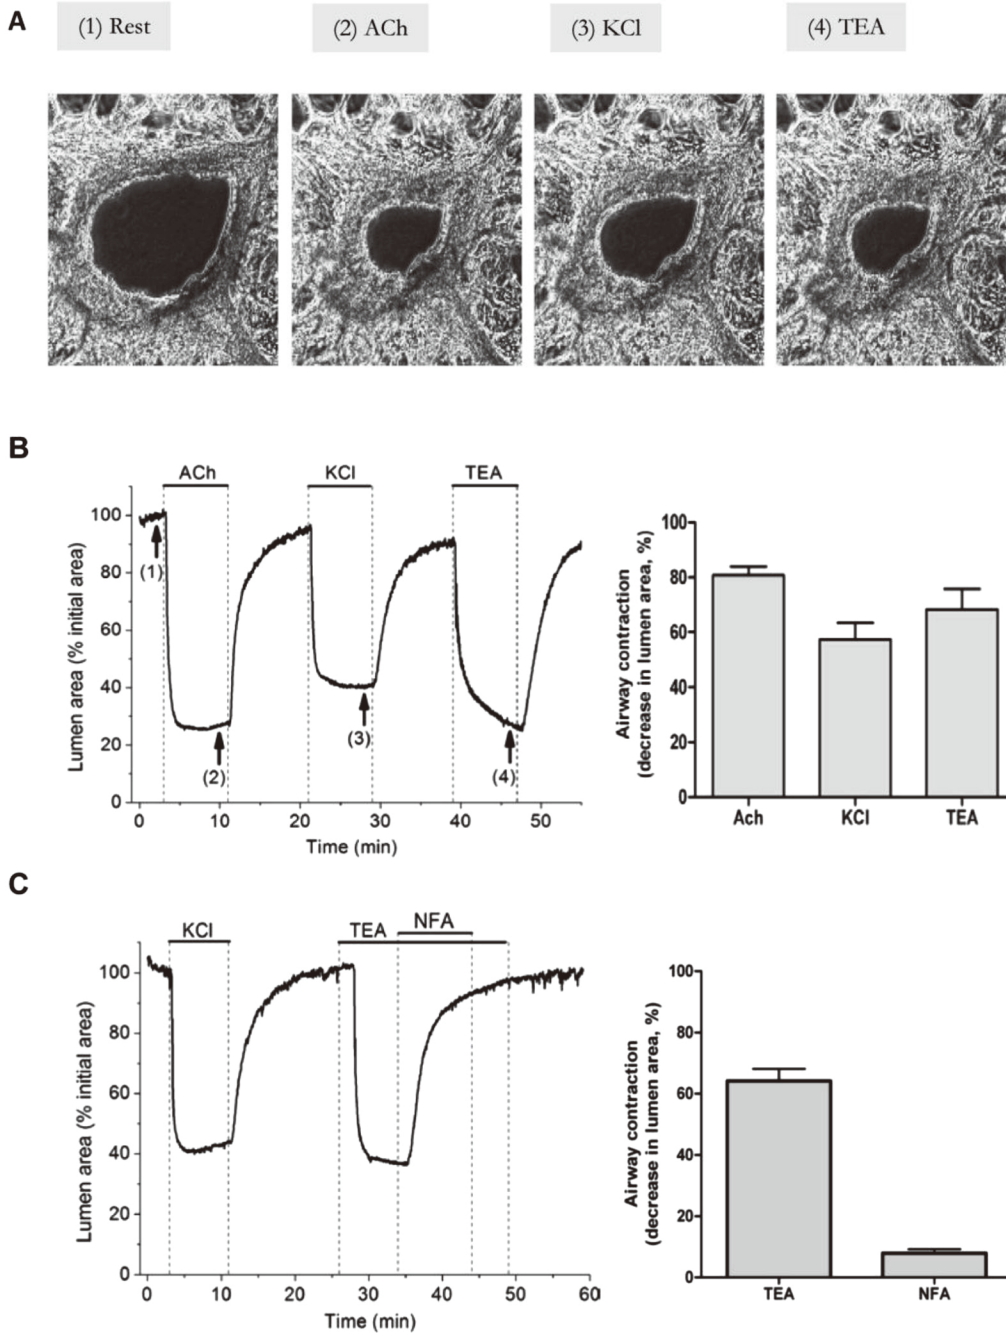 A
(1) Rest
(2) ACh
(3) KCl
(4) TEA
B
ACh
KCl
TEA
Lumen area (% initial area)
100
80
60
40
20
0
(1)
(2)
(3)
(4)
0
10
20
30
40
50
Time (min)
Airway contraction
(decrease in lumen area, %)
100
80
60
40
20
0
Ach
KCl
TEA
C
KCl
TEA
NFA
Lumen area (% initial area)
100
80
60
40
20
0
0
10
20
30
40
50
60
Time (min)
Airway contraction
(decrease in lumen area, %)
100
80
60
40
20
0
TEA
NFA